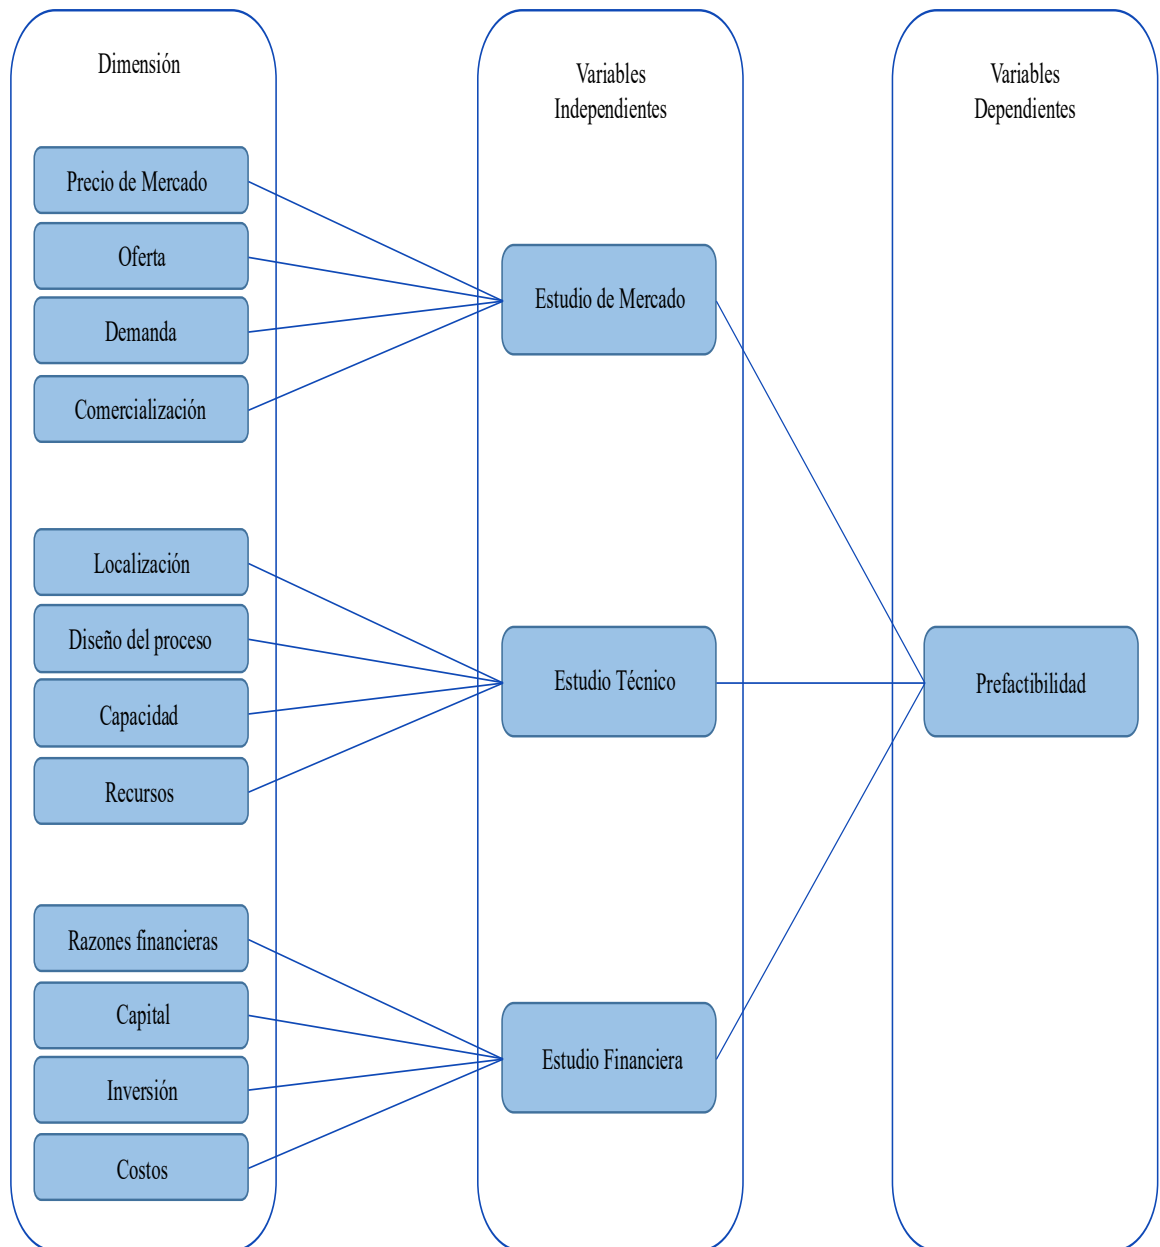 Dimensión
Precio de Mercado
Oferta
Demanda
Comercialización
Localización
Diseño del proceso
Capacidad
Recursos
Razones financieras
Capital
Inversión
Costos
Variables
Independientes
Estudio de Mercado
Estudio Técnico
Estudio Financiera
Variables
Dependientes
Prefactibilidad